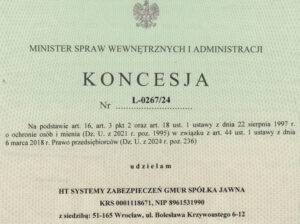 MINISTER SPRAW WEWNĘTRZNYCH I ADMINISTRACJI
KONCESJA
Nr L-0267/24
Na podstawie art. 16, art. 3 pkt 2 oraz art. 18 ust. 1 ustawy z dnia 22 sierpnia 1997 r.
o ochronie osób i mienia (Dz. U. z 2021 r. poz. 1995) w związku z art. 44 ust. 1 ustawy z dnia
6 marca 2018 r. Prawo przedsiębiorców (Dz. U. z 2024 r. poz. 236)
udzielam
HT SYSTEMY ZABEZPIECZEŃ GMUR SPÓŁKA JAWNA
KRS 0001118671, NIP 8961531990
z siedzibą: 51-165 Wrocław, ul. Bolesława Krzywoustego 6-12